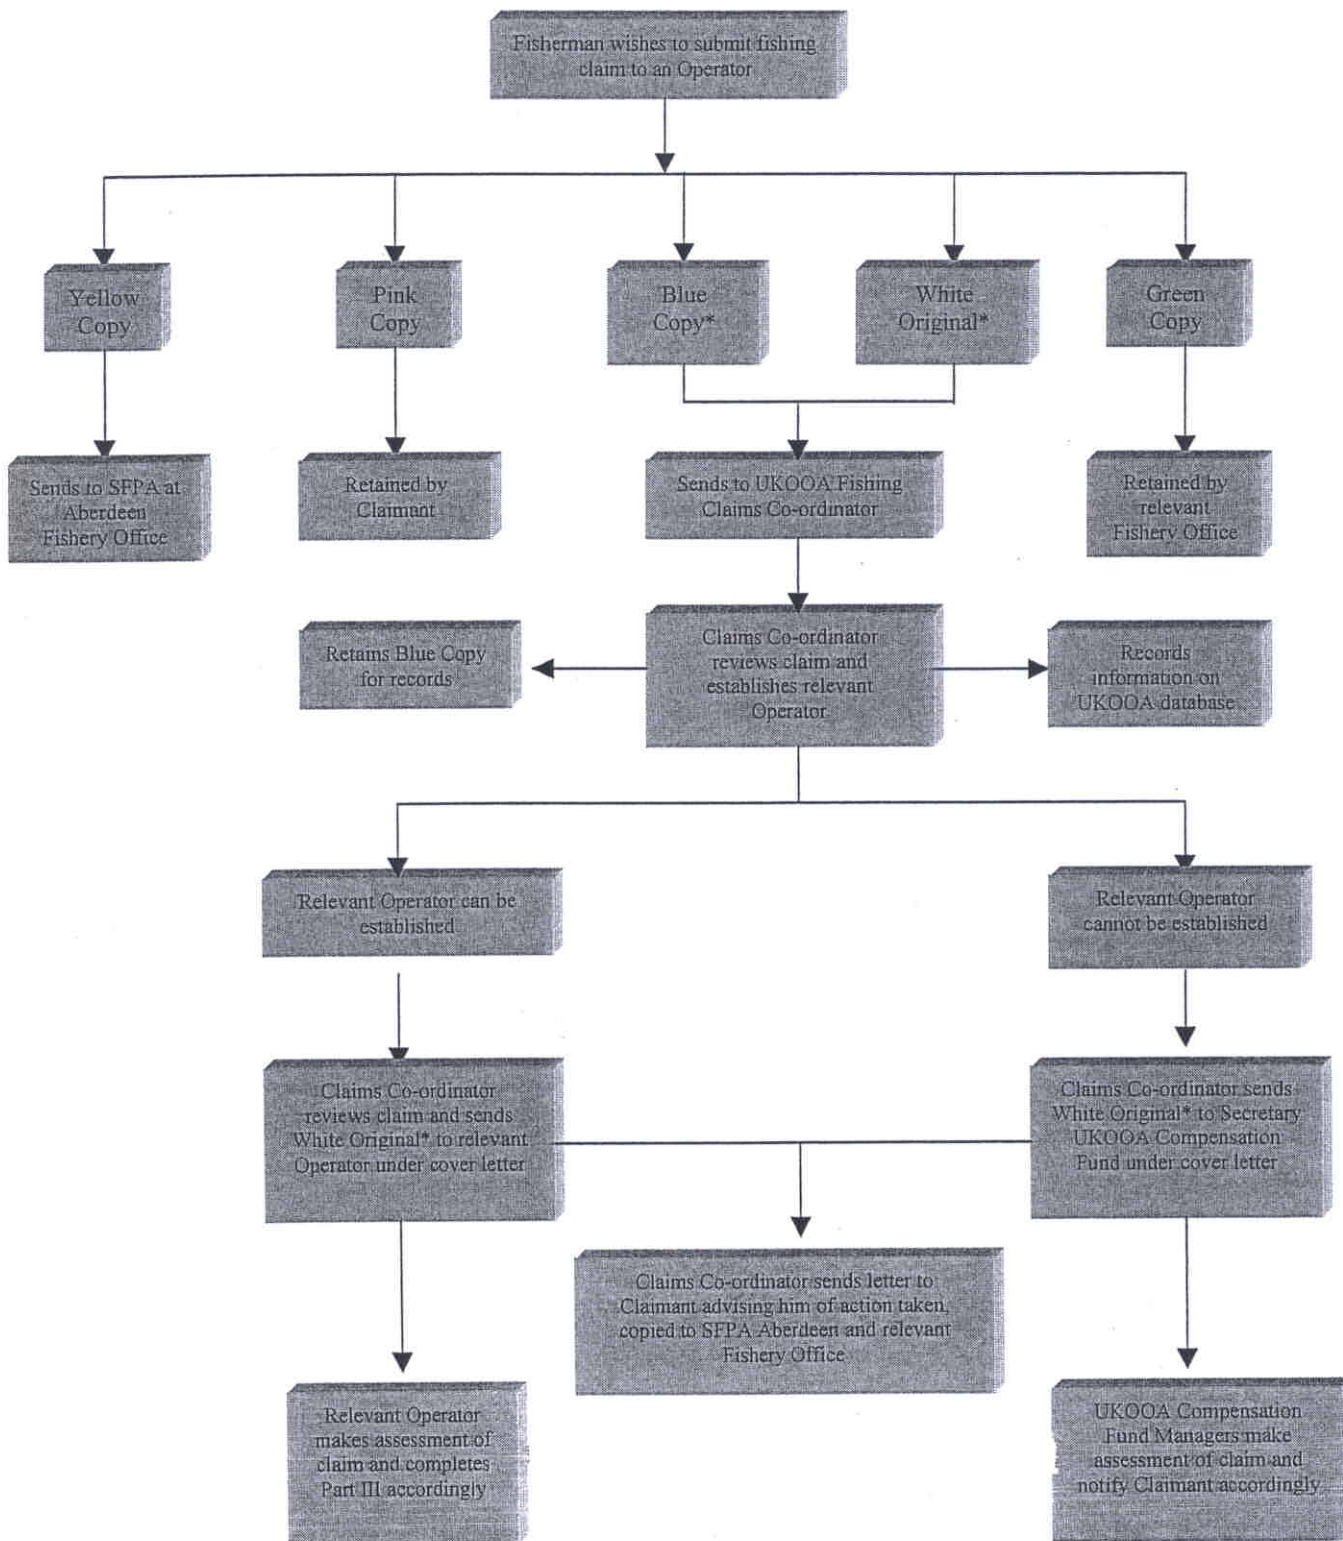 Fisherman wishes to submit fishing
claim to an Operator
Yellow
Copy
Pink
Copy
Blue
Copy*
White
Original*
Green
Copy
Sends to SFPA at
Aberdeen
Fishery Office
Retained by
Claimant
Sends to UKOOA Fishing
Claims Co-ordinator
Retained by
relevant
Fishery Office
Retains Blue Copy
for records
Claims Co-ordinator
reviews claim and
establishes relevant
Operator
Records
information on
UKOOA database
Relevant Operator can be
established
Relevant Operator
cannot be established
Claims Co-ordinator
reviews claim and sends
White Original* to relevant
Operator under cover letter
Claims Co-ordinator sends
White Original* to Secretary
UKOOA Compensation
Fund under cover letter
Claims Co-ordinator sends letter to
Claimant advising him of action taken,
copied to SFPA Aberdeen and relevant
Fishery Office
Relevant Operator
makes assessment of
claim and completes
Part III accordingly
UKOOA Compensation
Fund Managers make
assessment of claim and
notify Claimant accordingly